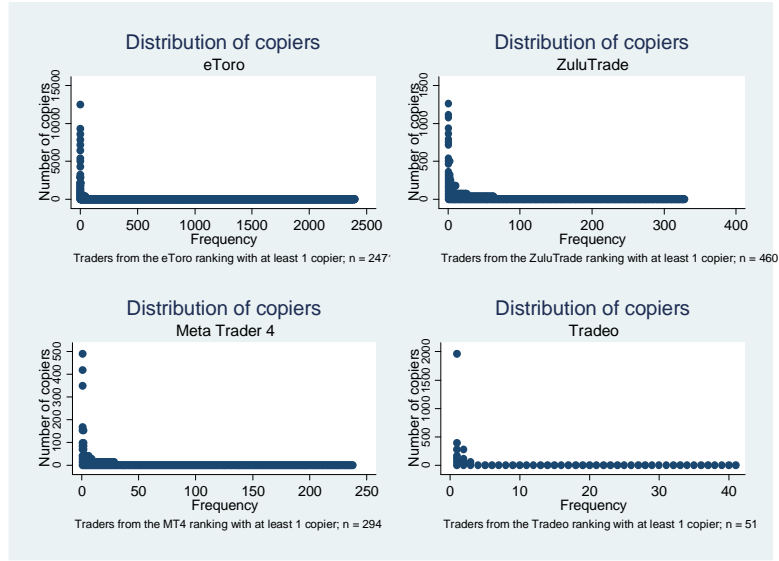 Distribution of copiers
eToro
Number of copiers
15000
10000
5000
0
0 500 1000 1500 2000 2500
Frequency
Traders from the eToro ranking with at least 1 copier; n = 247
Distribution of copiers
ZuluTrade
Number of copiers
1500
1000
500
0
0 100 200 300 400
Frequency
Traders from the ZuluTrade ranking with at least 1 copier; n = 460
Distribution of copiers
Meta Trader 4
Number of copiers
500
400
300
200
100
0
0 50 100 150 200 250
Frequency
Traders from the MT4 ranking with at least 1 copier; n = 294
Distribution of copiers
Tradeo
Number of copiers
2000
1500
1000
500
0
0 10 20 30 40
Frequency
Traders from the Tradeo ranking with at least 1 copier; n = 51